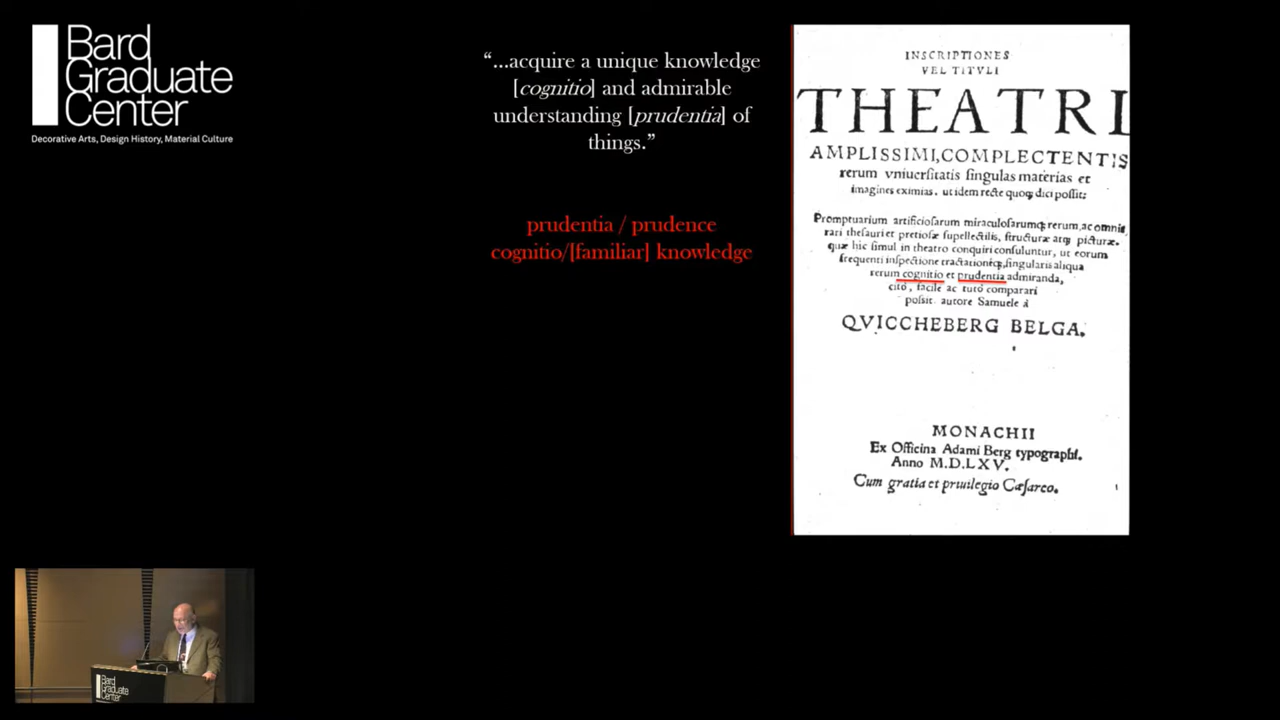 Bard
Graduate
Center
Decorative Arts, Design History, Material Culture
“...acquire a unique knowledge
[cognitio] and admirable
understanding [prudentia] of
things.”
prudentia / prudence
cognitio/[familiar] knowledge
INSCRIPTIONES
VEL TITVLI
THEATRI
AMPLISSIMI, COMPLECTENTIS
rerum vniuersitatis singulas materias et
imagines eximias. ut idem recte quoq; dici possit:
Promptuarium artificiosarum miraculosarumq; rerum, ac omnis
rari thesauri et pretiosæ supellectilis, structuræ atq; picturæ.
quæ hic simul in theatro conquiri consuluntur, ut eorum
frequenti inspectione tractationeq;, singularis aliqua
rerum cognitio et prudentia admiranda,
citò, facile ac tutò comparari
possit. autore Samuele à
QVICCHEBERG BELGA.
MONACHII
Ex Officina Adami Berg typographi.
Anno M.D.LXV.
Cum gratia et priuilegio Cæsareo.
Bard
Graduate
Center